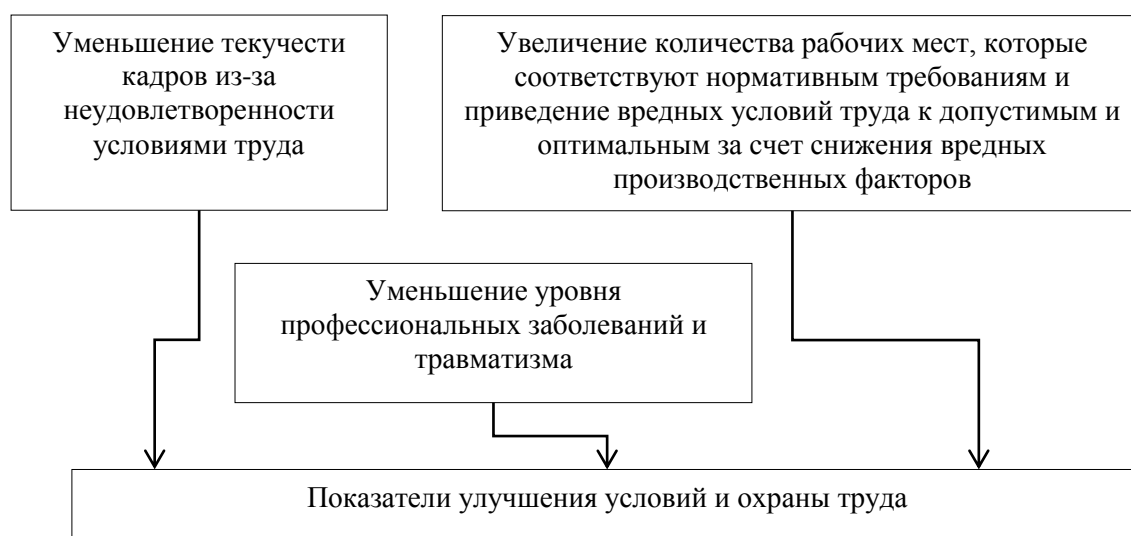 Уменьшение текучести
кадров из-за
неудовлетворенности
условиями труда
Увеличение количества рабочих мест, которые
соответствуют нормативным требованиям и
приведение вредных условий труда к допустимым и
оптимальным за счет снижения вредных
производственных факторов
Уменьшение уровня
профессиональных заболеваний и
травматизма
Показатели улучшения условий и охраны труда